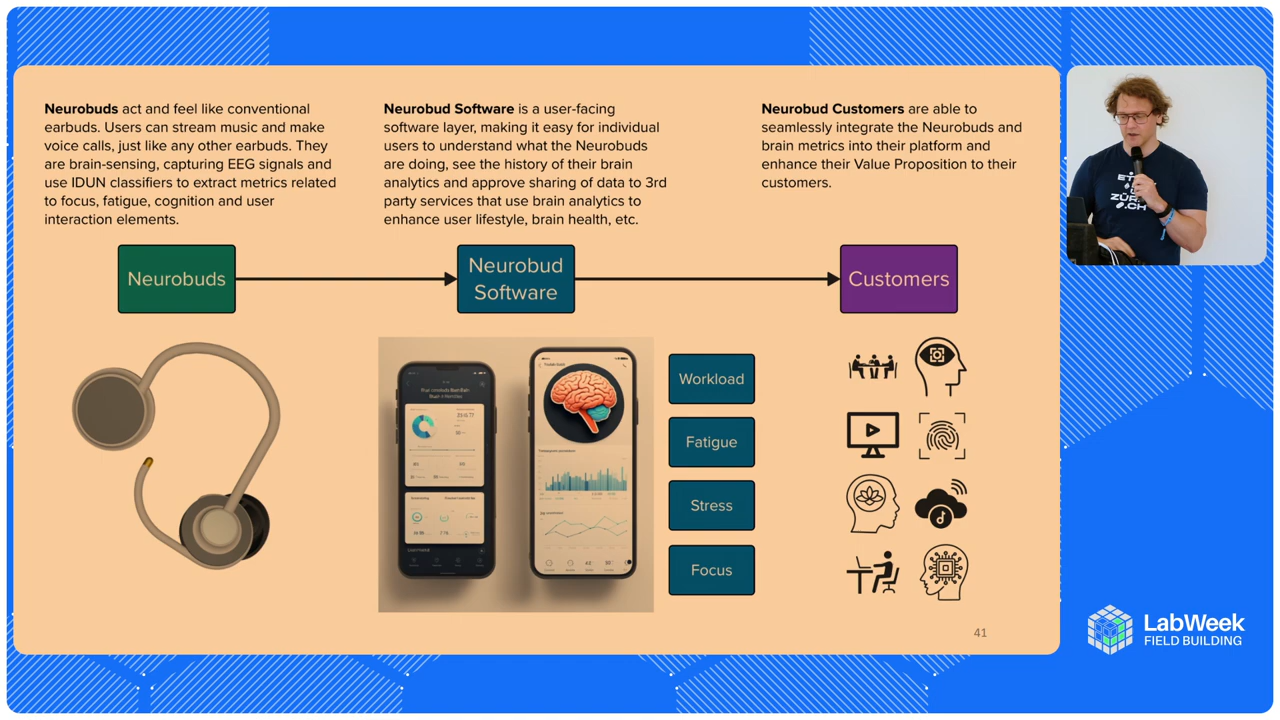 Neurobuds act and feel like conventional
earbuds. Users can stream music and make
voice calls, just like any other earbuds. They
are brain-sensing, capturing EEG signals and
use IDUN classifiers to extract metrics related
to focus, fatigue, cognition and user
interaction elements.
Neurobud Software is a user-facing
software layer, making it easy for individual
users to understand what the Neurobuds
are doing, see the history of their brain
analytics and approve sharing of data to 3rd
party services that use brain analytics to
enhance user lifestyle, brain health, etc.
Neurobud Customers are able to
seamlessly integrate the Neurobuds and
brain metrics into their platform and
enhance their Value Proposition to their
customers.
Neurobuds
Neurobud
Software
Customers
Workload
Fatigue
Stress
Focus
41
ZÜR
.CH
LabWeek
FIELD BUILDING